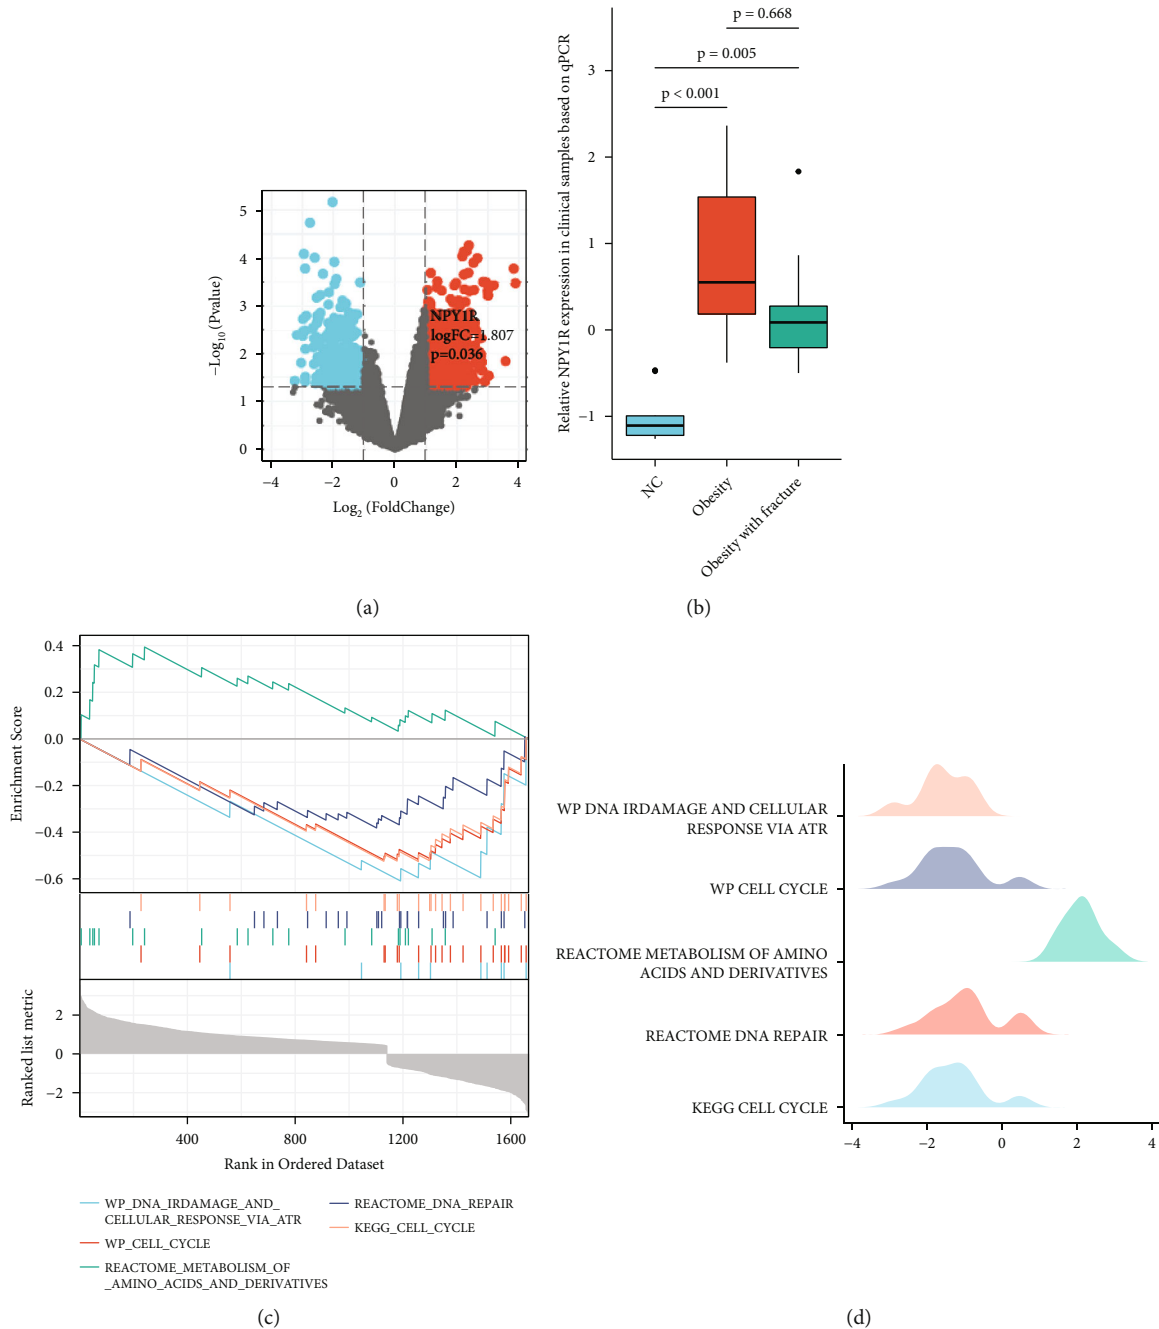 5
4
3
2
1
0
−Log10 (Pvalue)
NPY1R
logFC=1.807
p=0.036
−4
−2
0
2
4
Log2 (FoldChange)
(a)
Relative NPY1R expression in clinical samples based on qPCR
3
2
1
0
−1
p = 0.668
p = 0.005
p < 0.001
NC
Obesity
Obesity with fracture
(b)
Enrichment Score
0.4
0.2
0.0
−0.2
−0.4
−0.6
Ranked list metric
2
0
−2
400
800
1200
1600
Rank in Ordered Dataset
WP_DNA_IRDAMAGE_AND_
CELLULAR_RESPONSE_VIA_ATR
WP_CELL_CYCLE
REACTOME_METABOLISM_OF
_AMINO_ACIDS_AND_DERIVATIVES
REACTOME_DNA_REPAIR
KEGG_CELL_CYCLE
(c)
WP DNA IRDAMAGE AND CELLULAR
RESPONSE VIA ATR
WP CELL CYCLE
REACTOME METABOLISM OF AMINO
ACIDS AND DERIVATIVES
REACTOME DNA REPAIR
KEGG CELL CYCLE
−4
−2
0
2
4
(d)